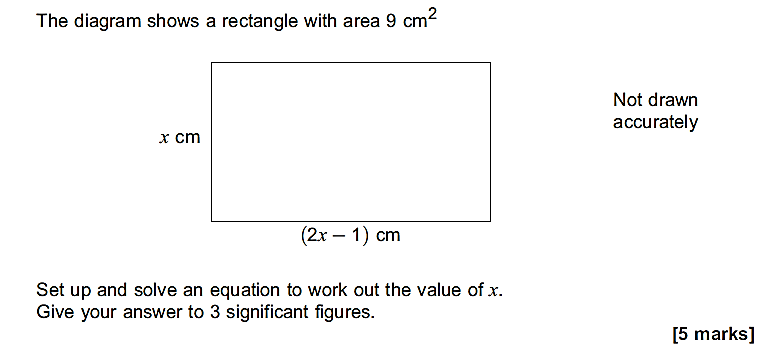 The diagram shows a rectangle with area 9 cm²
Not drawn
accurately
x cm
(2x – 1) cm
Set up and solve an equation to work out the value of x.
Give your answer to 3 significant figures.
[5 marks]